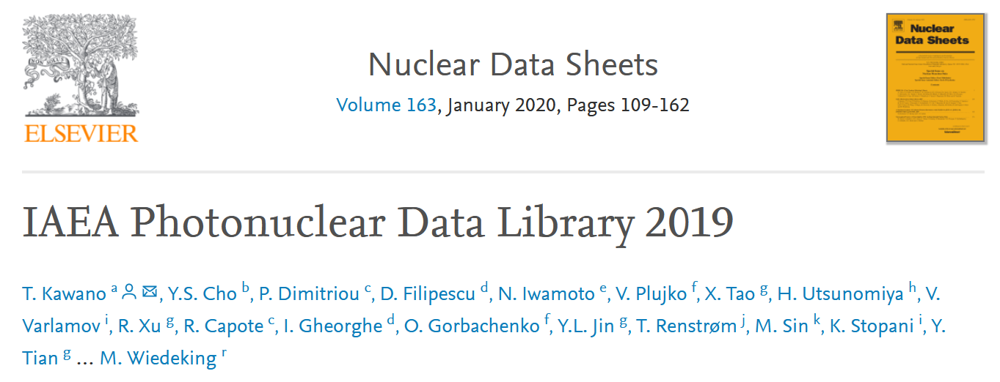 NON SOLUS
ELSEVIER
Nuclear Data Sheets
Volume 163, January 2020, Pages 109-162
Nuclear
Data Sheets
IAEA Photonuclear Data Library 2019
T. Kawano a, Y.S. Cho b, P. Dimitriou c, D. Filipescu d, N. Iwamoto e, V. Plujko f, X. Tao g, H. Utsunomiya h, V.
Varlamov i, R. Xu g, R. Capote c, I. Gheorghe d, O. Gorbachenko f, Y.L. Jin g, T. Renstrøm j, M. Sin k, K. Stopani i, Y.
Tian g ... M. Wiedeking r